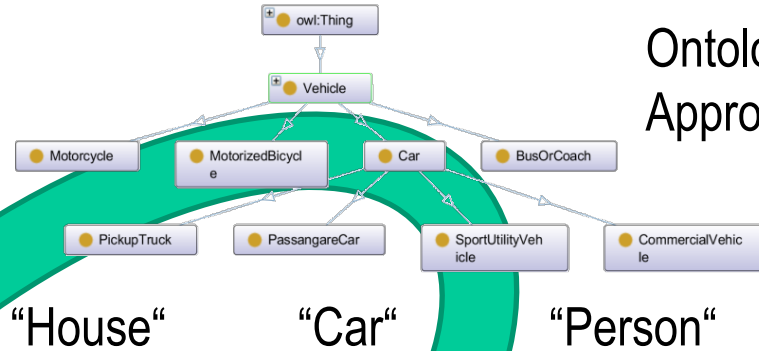 owl:Thing
Ontolo
Vehicle
Appro
Motorcycle
MotorizedBicycl
e
Car
BusOrCoach
PickupTruck
PassangareCar
SportUtilityVeh
icle
CommercialVehic
le
“House“ “Car“ “Person“